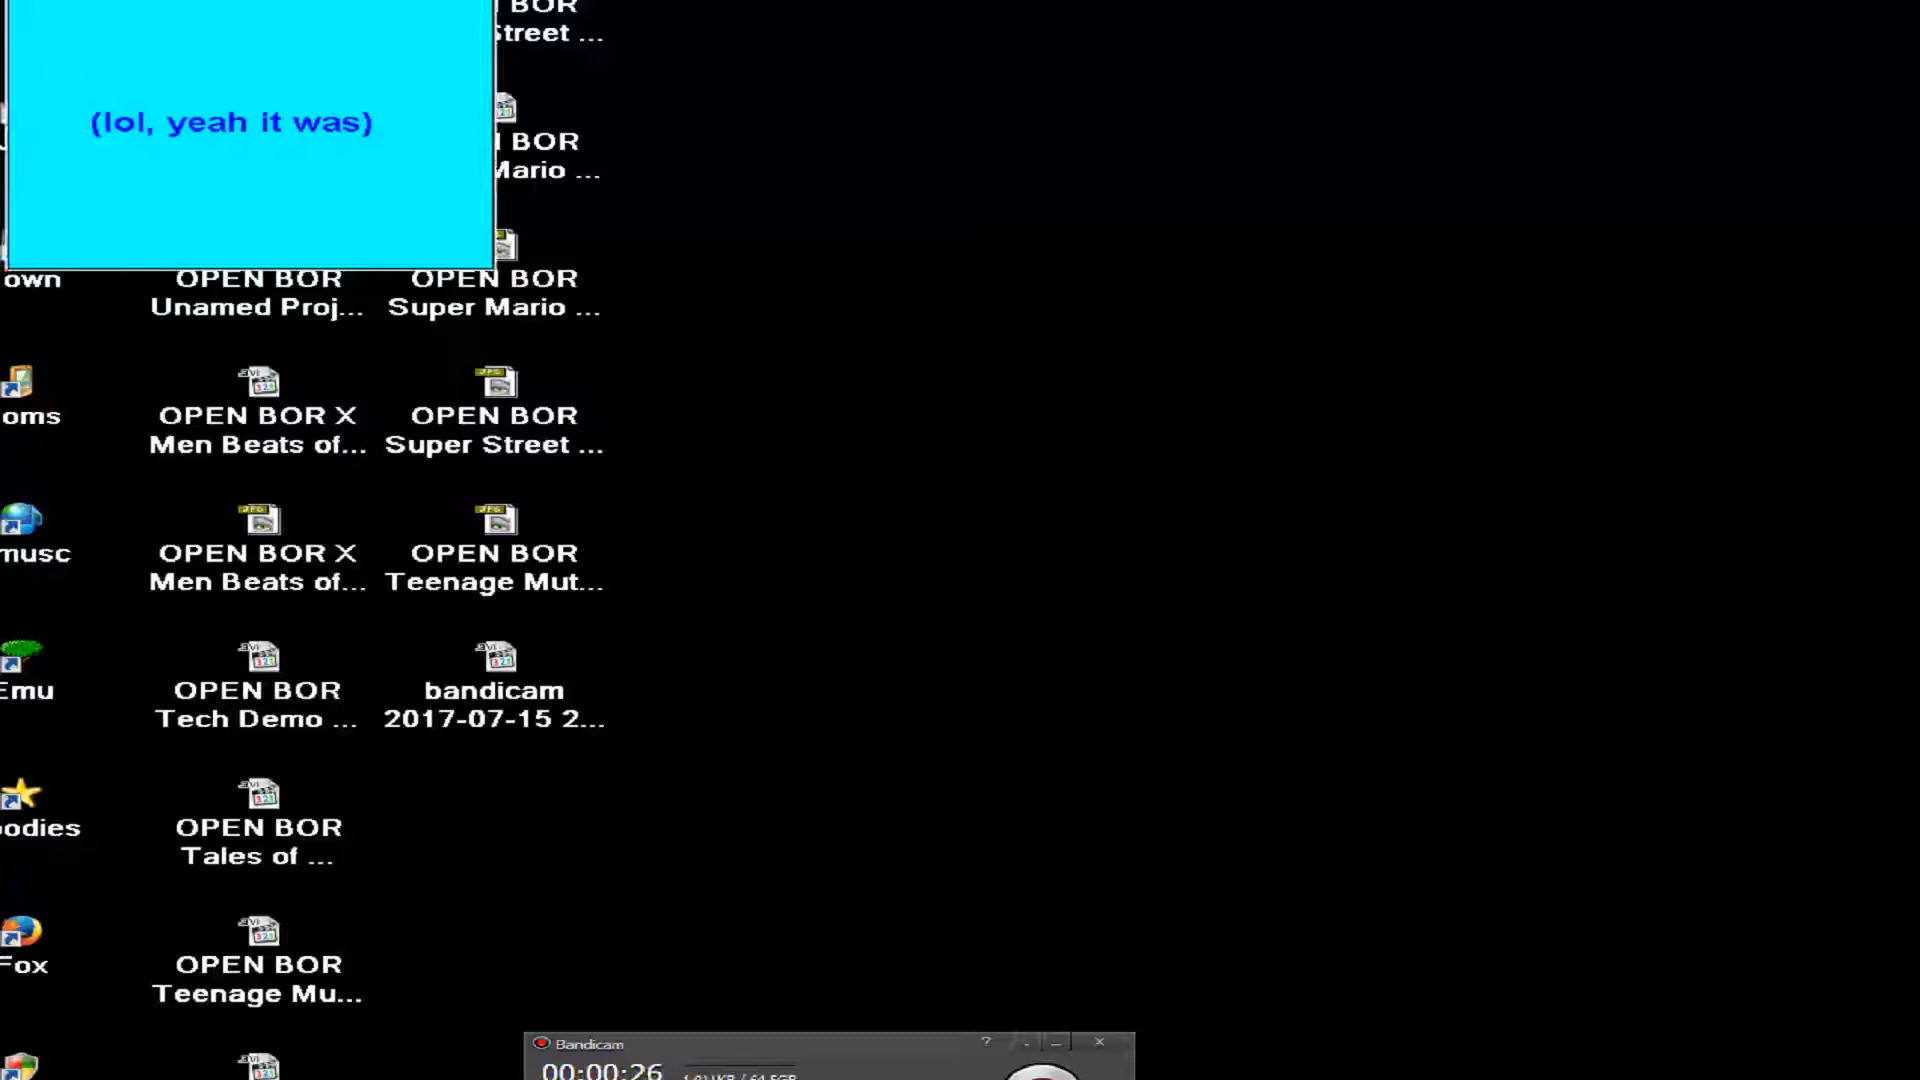 BOR
Street ...
(lol, yeah it was)
BOR
Mario ...
own
OPEN BOR
Unamed Proj...
OPEN BOR
Super Mario ...
oms
OPEN BOR X
Men Beats of...
OPEN BOR
Super Street ...
musc
OPEN BOR X
Men Beats of...
OPEN BOR
Teenage Mut...
Emu
OPEN BOR
Tech Demo ...
bandicam
2017-07-15 2...
oodies
OPEN BOR
Tales of ...
Fox
OPEN BOR
Teenage Mu...
Bandicam
00:00:26